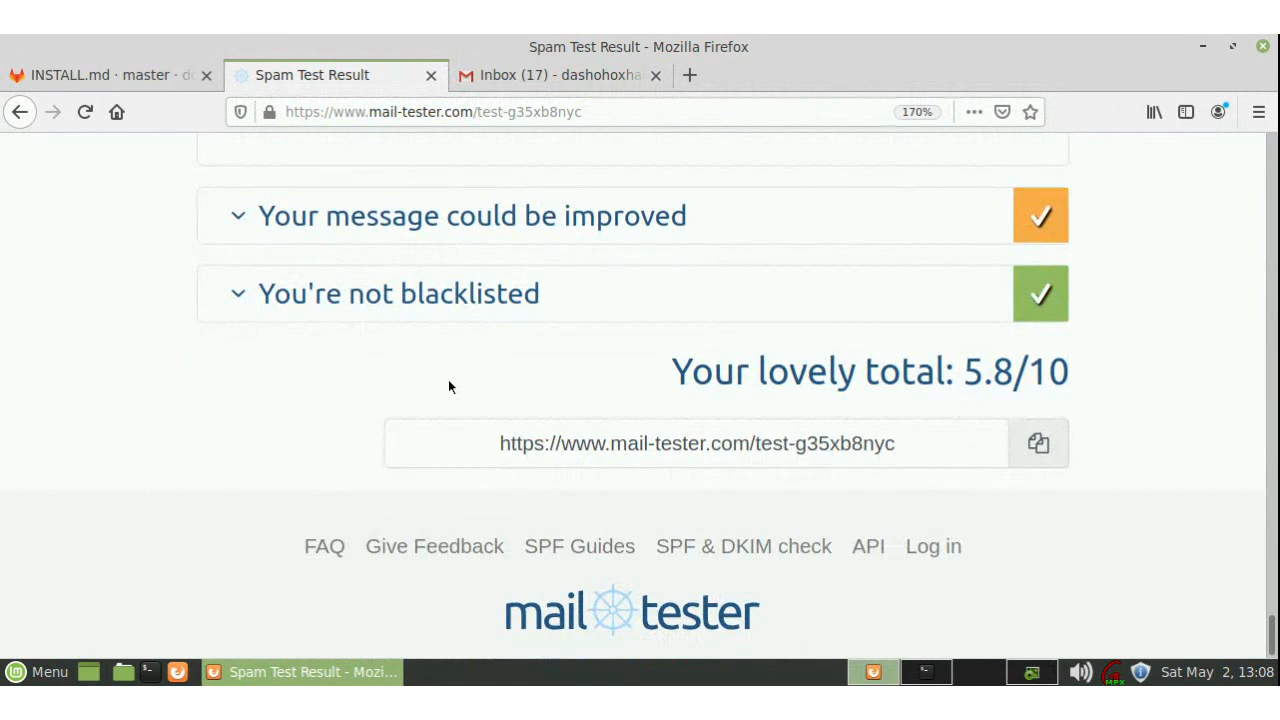 Spam Test Result - Mozilla Firefox
INSTALL.md · master · d
Spam Test Result
Inbox (17) - dashohoxha
https://www.mail-tester.com/test-g35xb8nyc
170%
Your message could be improved
You're not blacklisted
Your lovely total: 5.8/10
https://www.mail-tester.com/test-g35xb8nyc
FAQ Give Feedback SPF Guides SPF & DKIM check API Log in
mail tester
Menu
Spam Test Result - Mozi...
MPX
Sat May 2, 13:08